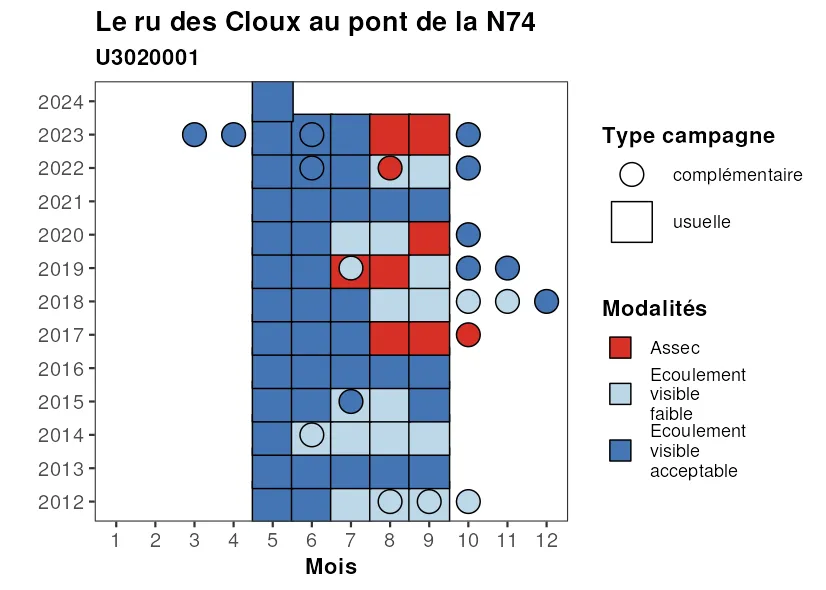 Le ru des Cloux au pont de la N74
U3020001
2024
2023
2022
2021
2020
2019
2018
2017
2016
2015
2014
2013
2012
1 2 3 4 5 6 7 8 9 10 11 12
Mois
Type campagne
complémentaire
usuelle
Modalités
Assec
Ecoulement
visible
faible
Ecoulement
visible
acceptable